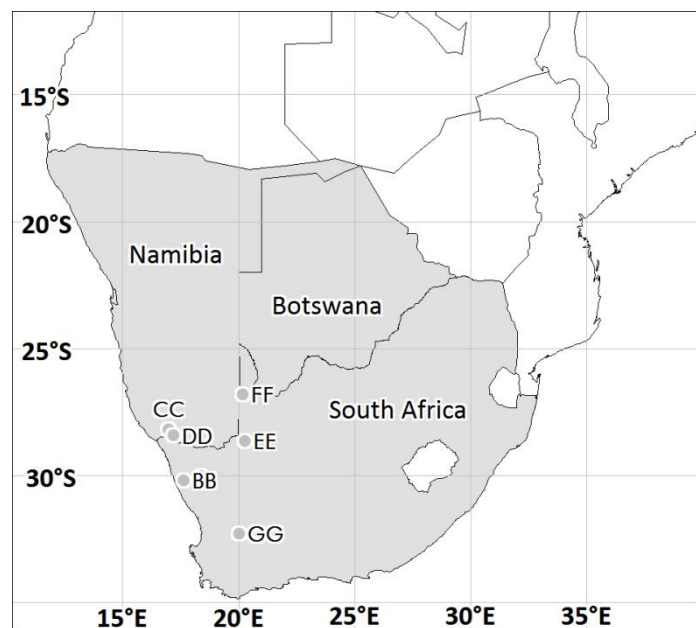 15°S
20°S
Namibia
Botswana
25°S
FF
CC
South Africa
DD
EE
30°S
BB
GG
15°E
20°E
25°E
30°E
35°E